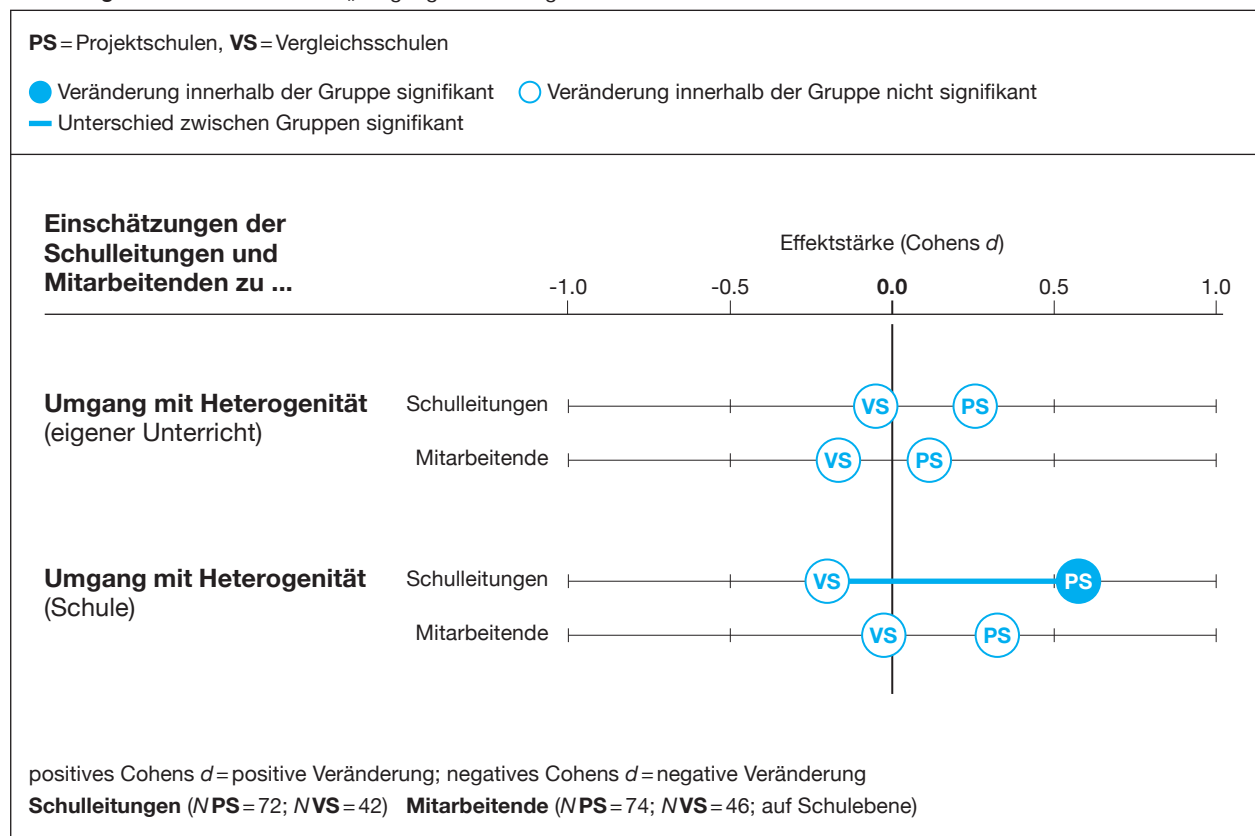 PS = Projektschulen, VS = Vergleichsschulen
Veränderung innerhalb der Gruppe signifikant Veränderung innerhalb der Gruppe nicht signifikant
Unterschied zwischen Gruppen signifikant
Einschätzungen der
Schulleitungen und
Mitarbeitenden zu ...
Effektstärke (Cohens d)
-1.0 -0.5 0.0 0.5 1.0
Umgang mit Heterogenität
(eigener Unterricht)
Schulleitungen VS PS
Mitarbeitende VS PS
Umgang mit Heterogenität
(Schule)
Schulleitungen VS PS
Mitarbeitende VS PS
positives Cohens d = positive Veränderung; negatives Cohens d = negative Veränderung
Schulleitungen (N PS = 72; N VS = 42) Mitarbeitende (N PS = 74; N VS = 46; auf Schulebene)